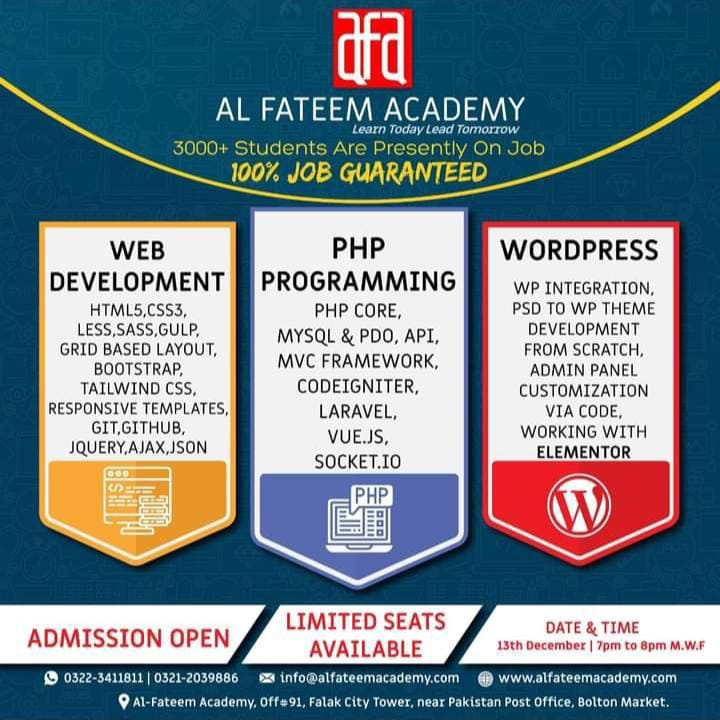 afa
AL FATEEM ACADEMY
Learn Today Lead Tomorrow
3000+ Students Are Presently On Job
100% JOB GUARANTEED
WEB
DEVELOPMENT
HTML5,CSS3,
LESS,SASS,GULP,
GRID BASED LAYOUT,
BOOTSTRAP,
TAILWIND CSS,
RESPONSIVE TEMPLATES,
GIT,GITHUB,
JQUERY,AJAX,JSON
PHP
PROGRAMMING
PHP CORE,
MYSQL & PDO, API,
MVC FRAMEWORK,
CODEIGNITER,
LARAVEL,
VUE.JS,
SOCKET.IO
PHP
WORDPRESS
WP INTEGRATION,
PSD TO WP THEME
DEVELOPMENT
FROM SCRATCH,
ADMIN PANEL
CUSTOMIZATION
VIA CODE,
WORKING WITH
ELEMENTOR
ADMISSION OPEN
LIMITED SEATS
AVAILABLE
DATE & TIME
13th December | 7pm to 8pm M.W.F
0322-3411811 | 0321-2039886 info@alfateemacademy.com www.alfateemacademy.com
Al-Fateem Academy, Off#91, Falak City Tower, near Pakistan Post Office, Bolton Market.